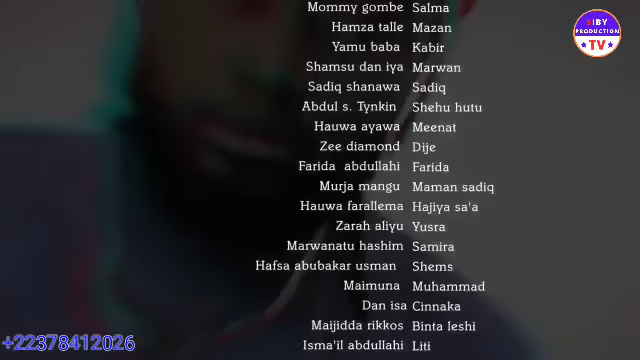 Mommy gombe Salma
Hamza talle Mazan
Yamu baba Kabir
Shamsu dan iya Marwan
Sadiq shanawa Sadiq
Abdul s. Tynkin Shehu hutu
Hauwa ayawa Meenat
Zee diamond Dije
Farida abdullahi Farida
Murja mangu Maman sadiq
Hauwa farallema Hajiya sa'a
Zarah aliyu Yusra
Marwanatu hashim Samira
Hafsa abubakar usman Shems
Maimuna Muhammad
Dan isa Cinnaka
Maijidda rikkos Binta leshi
Isma'il abdullahi Liti
SIBY
PRODUCTION
TV
+22378412026